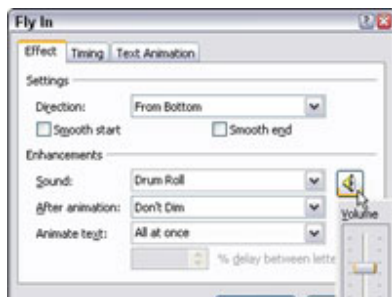 Fly In
Effect Timing Text Animation
Settings
Direction: From Bottom
Smooth start Smooth end
Enhancements
Sound: Drum Roll
After animation: Don't Dim
Volume
Animate text: All at once
% delay between lette